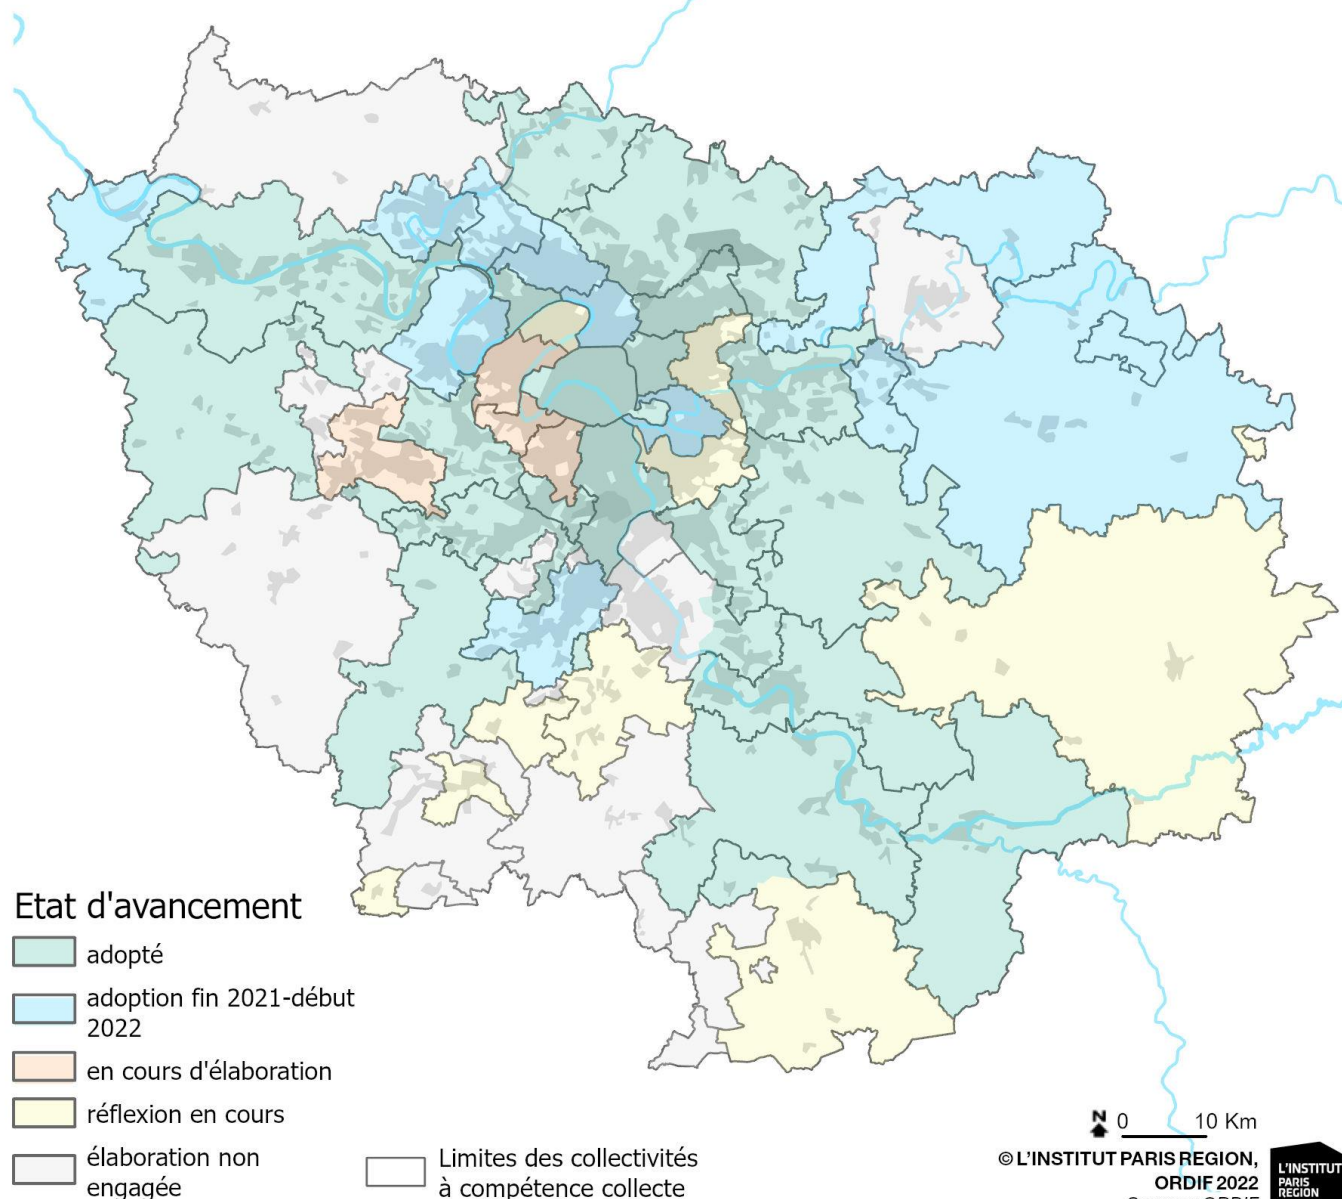 Etat d'avancement
adopté
adoption fin 2021-début
2022
en cours d'élaboration
réflexion en cours
élaboration non
engagée
Limites des collectivités
à compétence collecte
N 0 10 Km
© L'INSTITUT PARIS REGION,
ORDIF 2022
L'INSTITUT
PARIS
REGION